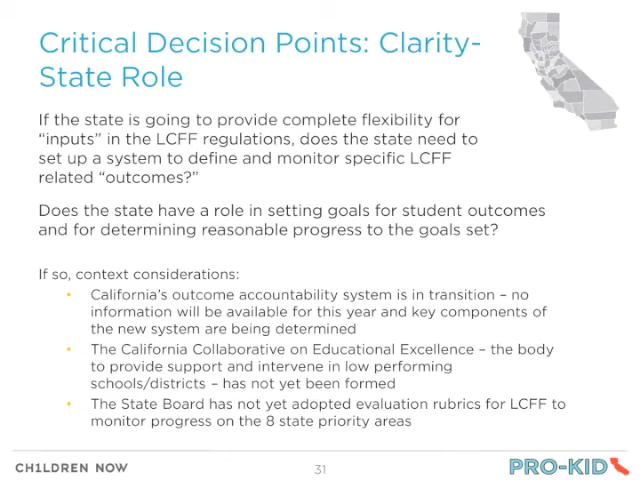 Critical Decision Points: Clarity-
State Role
If the state is going to provide complete flexibility for
“inputs” in the LCFF regulations, does the state need to
set up a system to define and monitor specific LCFF
related “outcomes?”
Does the state have a role in setting goals for student outcomes
and for determining reasonable progress to the goals set?
If so, context considerations:
• California’s outcome accountability system is in transition – no
information will be available for this year and key components of
the new system are being determined
• The California Collaborative on Educational Excellence – the body
to provide support and intervene in low performing
schools/districts – has not yet been formed
• The State Board has not yet adopted evaluation rubrics for LCFF to
monitor progress on the 8 state priority areas
CH1LDREN NOW
31
PRO-KID